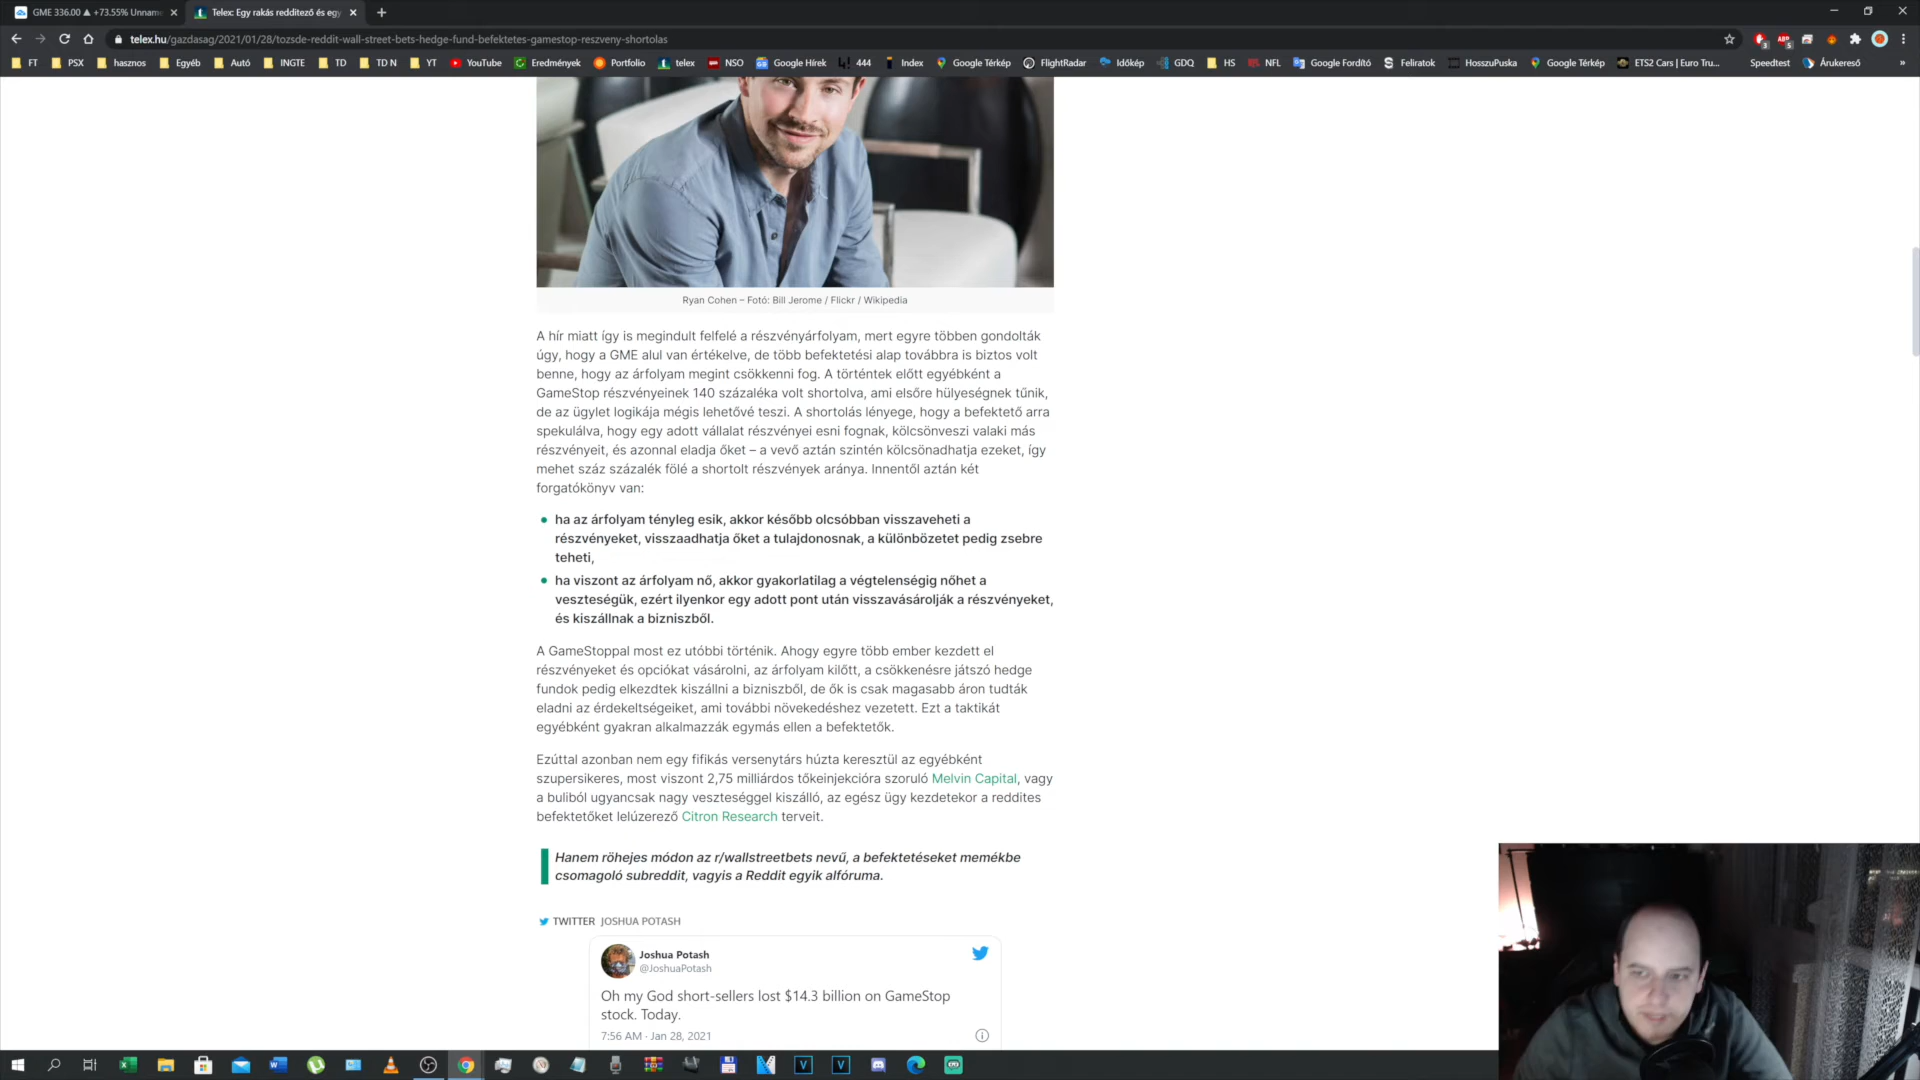 GME 336.00 ▲ +73.55% Unnam
Telex: Egy rakás redditező és egy
telex.hu/gazdasag/2021/01/28/tozsde-reddit-wall-street-bets-hedge-fund-befektetes-gamestop-reszveny-shortolas
FT PSX hasznos Egyéb Autó INGTE TD TD N YT YouTube Eredmények Portfolio telex NSO Google Hírek 444 Index Google Térkép FlightRadar Időkép GDQ HS NFL Google Fordító Feliratok HosszuPuska Google Térkép ETS2 Cars | Euro Tru... Speedtest Árukereső »
Ryan Cohen – Fotó: Bill Jerome / Flickr / Wikipedia
A hír miatt így is megindult felfelé a részvényárfolyam, mert egyre többen gondolták
úgy, hogy a GME alul van értékelve, de több befektetési alap továbbra is biztos volt
benne, hogy az árfolyam megint csökkenni fog. A történtek előtt egyébként a
GameStop részvényeinek 140 százaléka volt shortolva, ami elsőre hülyeségnek tűnik,
de az ügylet logikája mégis lehetővé teszi. A shortolás lényege, hogy a befektető arra
spekulálva, hogy egy adott vállalat részvényei esni fognak, kölcsönveszi valaki más
részvényeit, és azonnal eladja őket – a vevő aztán szintén kölcsönadhatja ezeket, így
mehet száz százalék fölé a shortolt részvények aránya. Innentől aztán két
forgatókönyv van:
ha az árfolyam tényleg esik, akkor később olcsóbban visszaveheti a
részvényeket, visszaadhatja őket a tulajdonosnak, a különbözetet pedig zsebre
teheti,
ha viszont az árfolyam nő, akkor gyakorlatilag a végtelenségig nőhet a
veszteségük, ezért ilyenkor egy adott pont után visszavásárolják a részvényeket,
és kiszállnak a bizniszből.
A GameStoppal most ez utóbbi történik. Ahogy egyre több ember kezdett el
részvényeket és opciókat vásárolni, az árfolyam kilőtt, a csökkenésre játszó hedge
fundok pedig elkezdtek kiszállni a bizniszből, de ők is csak magasabb áron tudták
eladni az érdekeltségeiket, ami további növekedéshez vezetett. Ezt a taktikát
egyébként gyakran alkalmazzák egymás ellen a befektetők.
Ezúttal azonban nem egy fifikás versenytárs húzta keresztül az egyébként
szupersikeres, most viszont 2,75 milliárdos tőkeinjekcióra szoruló Melvin Capital, vagy
a buliból ugyancsak nagy veszteséggel kiszálló, az egész ügy kezdetekor a reddites
befektetőket lelúzerező Citron Research terveit.
Hanem röhejes módon az r/wallstreetbets nevű, a befektetéseket memékbe
csomagoló subreddit, vagyis a Reddit egyik alfóruma.
TWITTER JOSHUA POTASH
Joshua Potash
@JoshuaPotash
Oh my God short-sellers lost $14.3 billion on GameStop
stock. Today.
7:56 AM · Jan 28, 2021